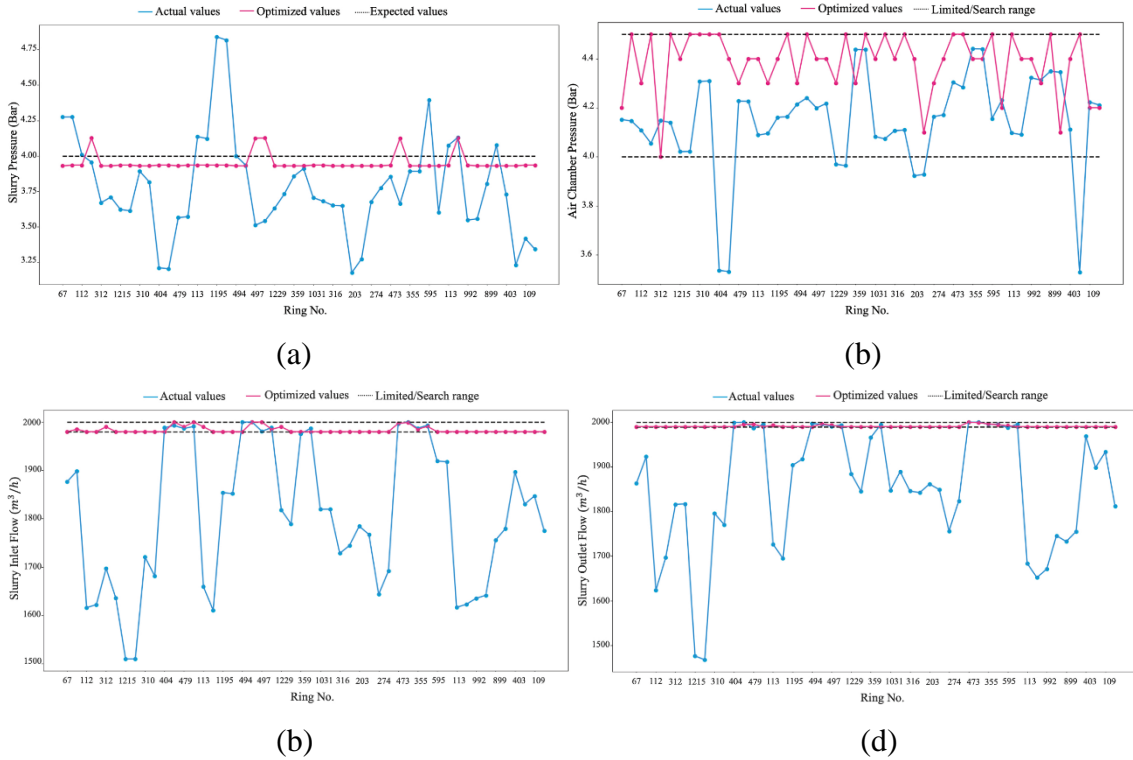 Actual values Optimized values Expected values
4.75
4.50
4.25
4.00
3.75
3.50
3.25
Slurry Pressure (Bar)
67 112 312 1215 310 404 479 113 1195 494 497 1229 359 1031 316 203 274 473 355 595 113 992 899 403 109
Ring No.
(a)
Actual values Optimized values Limited/Search range
4.4
4.2
4.0
3.8
3.6
Air Chamber Pressure (Bar)
67 112 312 1215 310 404 479 113 1195 494 497 1229 359 1031 316 203 274 473 355 595 113 992 899 403 109
Ring No.
(b)
Actual values Optimized values Limited/Search range
2000
1900
1800
1700
1600
1500
Slurry Inlet Flow (m³/h)
67 112 312 1215 310 404 479 113 1195 494 497 1229 359 1031 316 203 274 473 355 595 113 992 899 403 109
Ring No.
(b)
Actual values Optimized values Limited/Search range
2000
1900
1800
1700
1600
1500
Slurry Outlet Flow (m³/h)
67 112 312 1215 310 404 479 113 1195 494 497 1229 359 1031 316 203 274 473 355 595 113 992 899 403 109
Ring No.
(d)